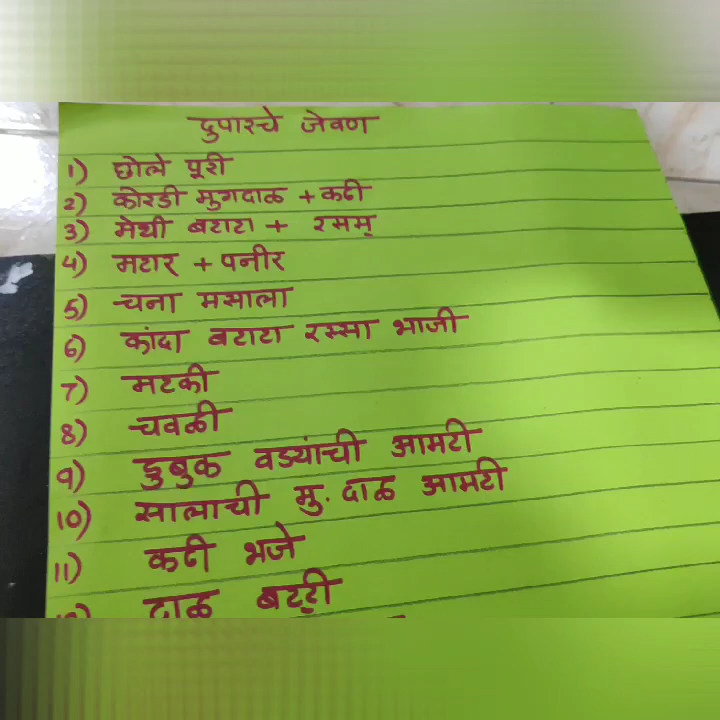 दुपारचे जेवण
1) छोले पूरी
2) कोरडी मुगदाळ + कढी
3) मेथी बटाटा + रसम्
4) मटार + पनीर
5) चना मसाला
6) कांदा बटाटा रस्सा भाजी
7) मटकी
8) चवळी
9) डुबुक वड्यांची आमटी
10) सालाची मु. दाळ आमटी
11) कढी भजे
12) दाळ बट्टी